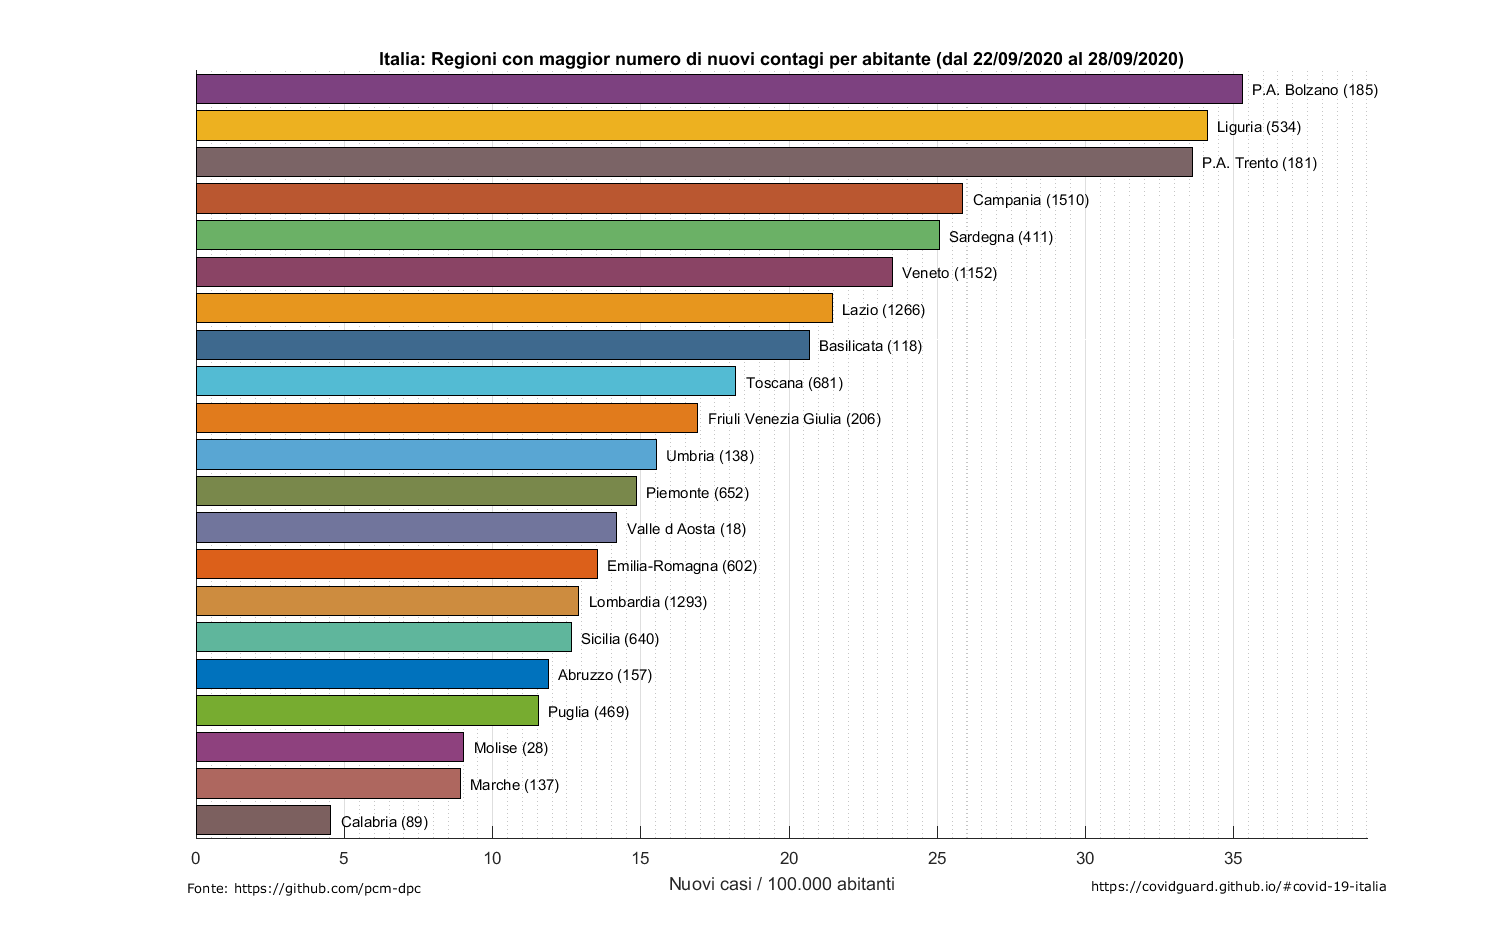 Italia: Regioni con maggior numero di nuovi contagi per abitante (dal 22/09/2020 al 28/09/2020)
P.A. Bolzano (185)
Liguria (534)
P.A. Trento (181)
Campania (1510)
Sardegna (411)
Veneto (1152)
Lazio (1266)
Basilicata (118)
Toscana (681)
Friuli Venezia Giulia (206)
Umbria (138)
Piemonte (652)
Valle d Aosta (18)
Emilia-Romagna (602)
Lombardia (1293)
Sicilia (640)
Abruzzo (157)
Puglia (469)
Molise (28)
Marche (137)
Calabria (89)
0 5 10 15 20 25 30 35
Nuovi casi / 100.000 abitanti
Fonte: https://github.com/pcm-dpc
https://covidguard.github.io/#covid-19-italia